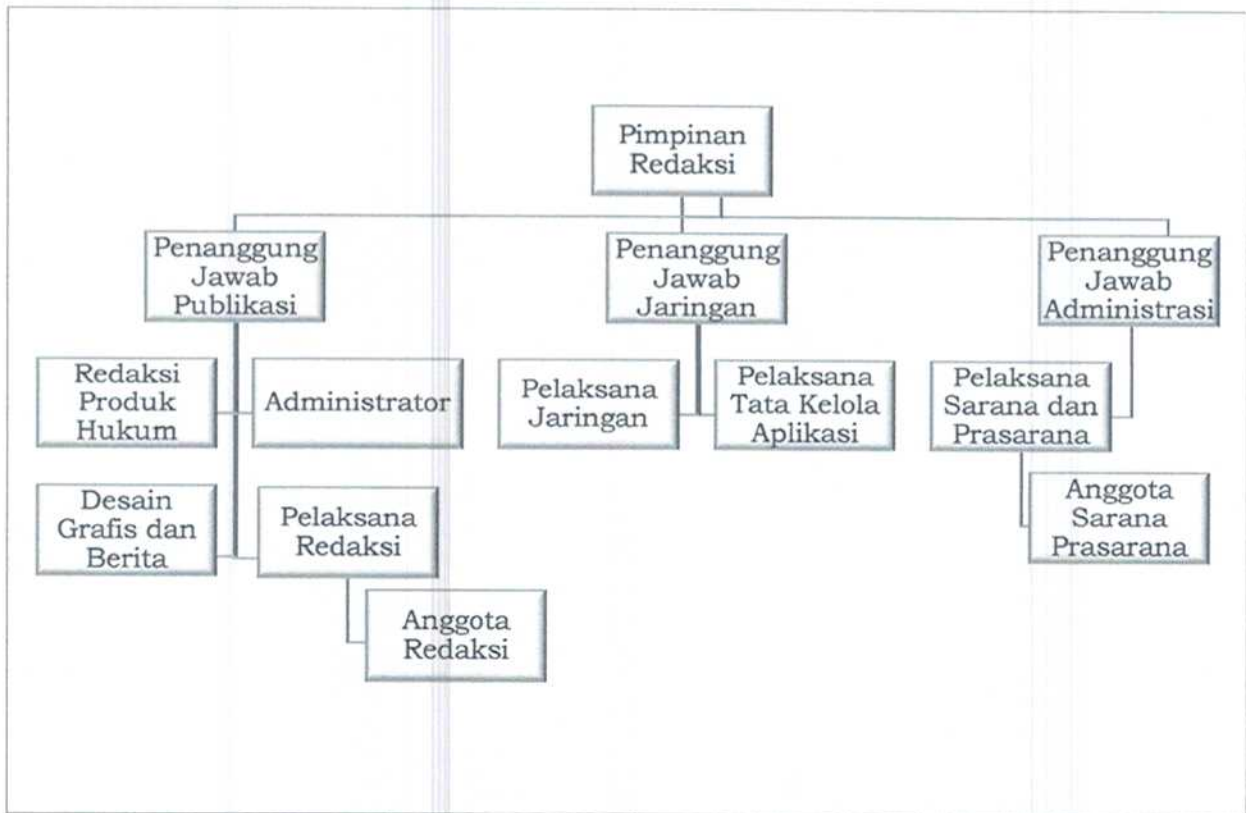 Pimpinan
Redaksi
Penanggung
Jawab
Publikasi
Penanggung
Jawab
Jaringan
Penanggung
Jawab
Administrasi
Redaksi
Produk
Hukum
Administrator
Pelaksana
Jaringan
Pelaksana
Tata Kelola
Aplikasi
Pelaksana
Sarana dan
Prasarana
Desain
Grafis dan
Berita
Pelaksana
Redaksi
Anggota
Sarana
Prasarana
Anggota
Redaksi